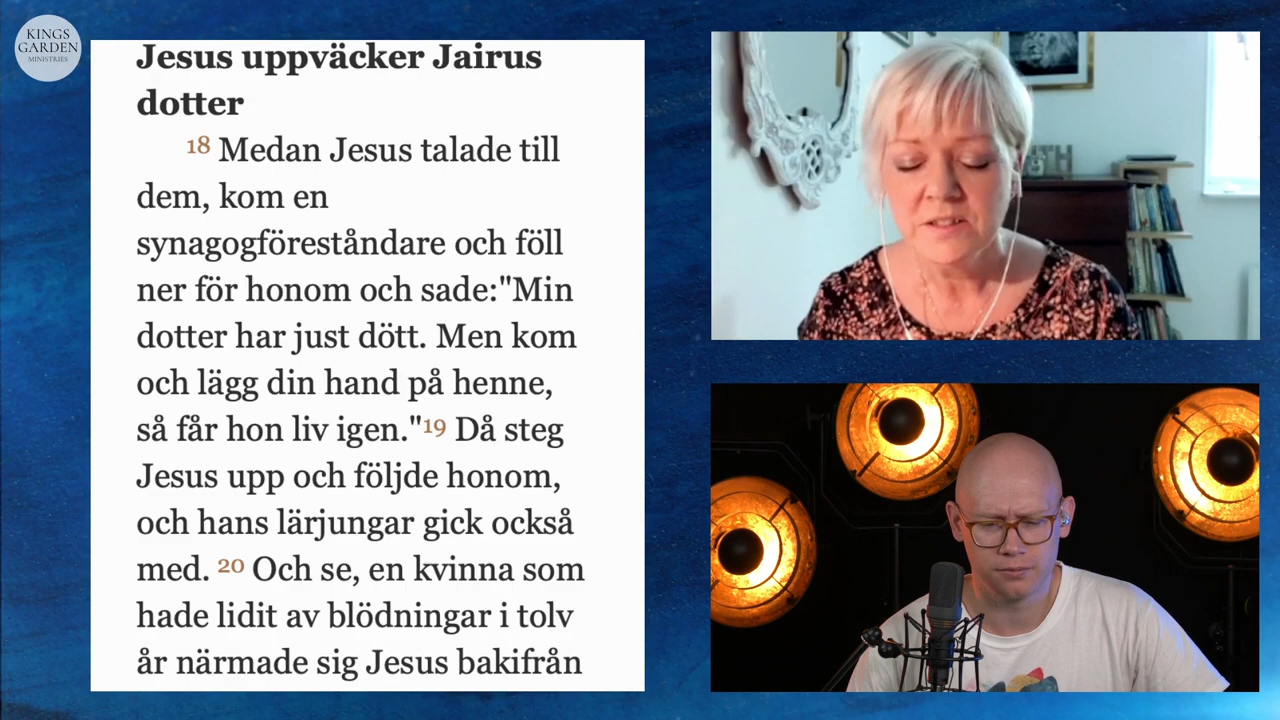 KINGS
GARDEN
MINISTRIES
Jesus uppväcker Jairus
dotter
18 Medan Jesus talade till
dem, kom en
synagogföreståndare och föll
ner för honom och sade:"Min
dotter har just dött. Men kom
och lägg din hand på henne,
så får hon liv igen."19 Då steg
Jesus upp och följde honom,
och hans lärjungar gick också
med. 20 Och se, en kvinna som
hade lidit av blödningar i tolv
år närmade sig Jesus bakifrån